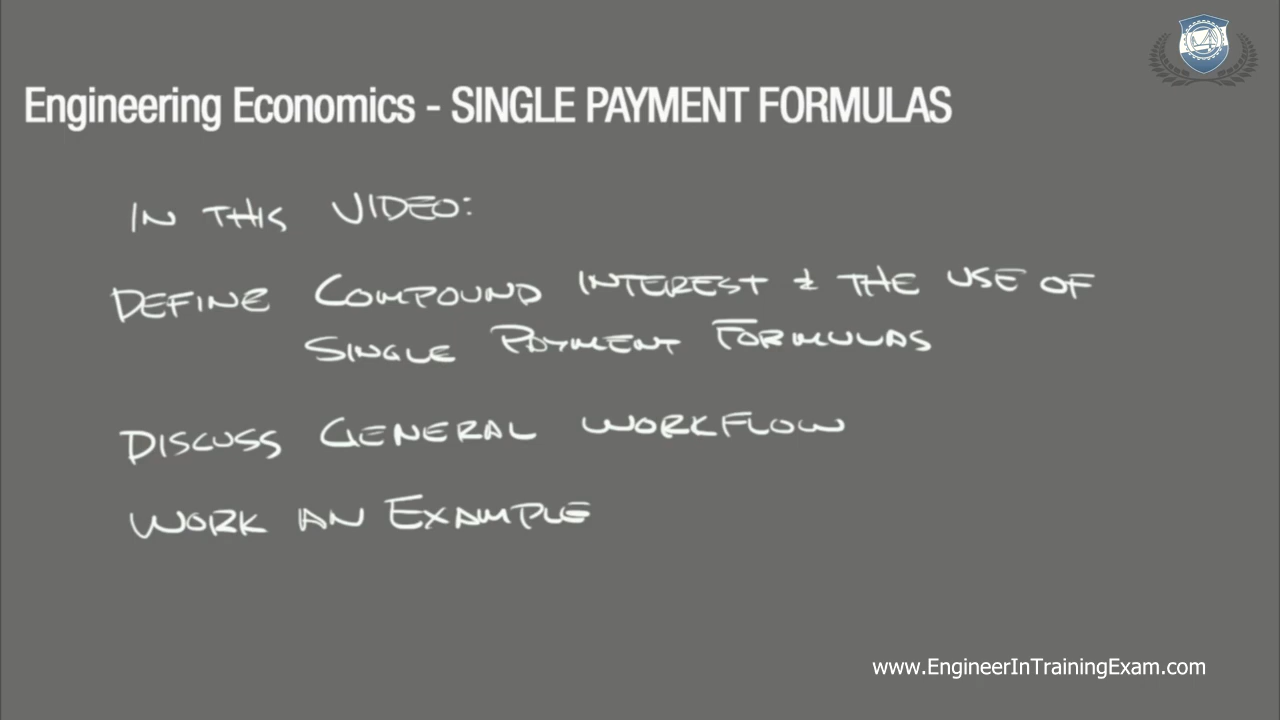 Engineering Economics - SINGLE PAYMENT FORMULAS
IN THIS VIDEO:
DEFINE COMPOUND INTEREST & THE USE OF
SINGLE PAYMENT FORMULAS
DISCUSS GENERAL WORKFLOW
WORK AN EXAMPLE
www.EngineerInTrainingExam.com